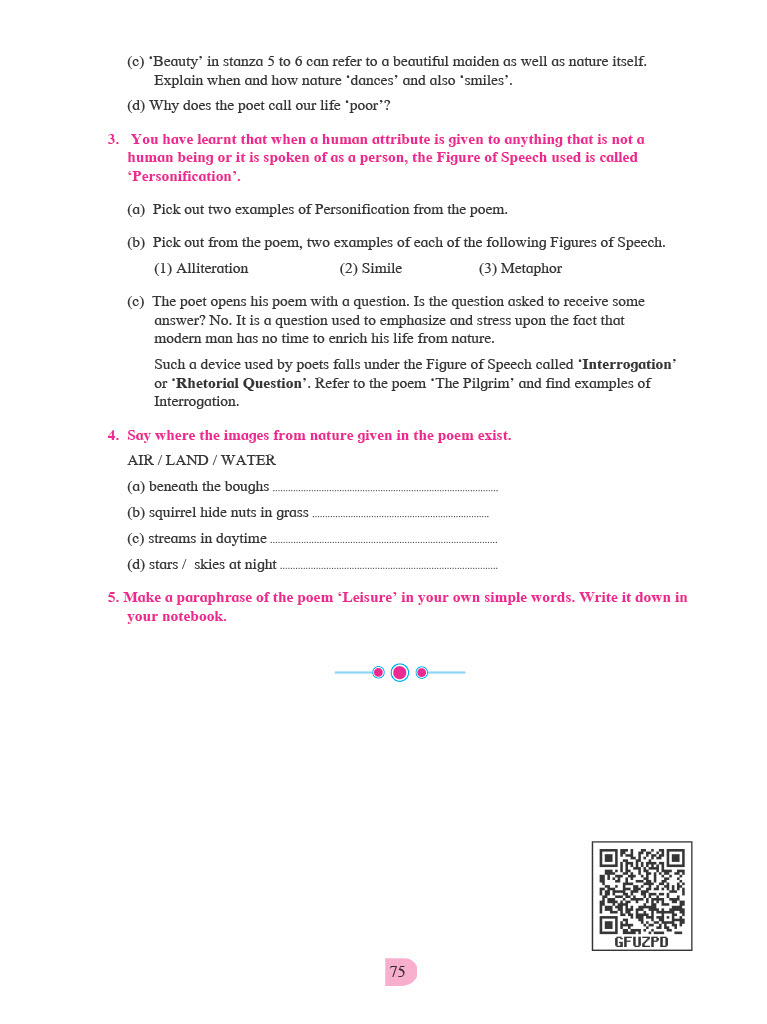 (c) ‘Beauty’ in stanza 5 to 6 can refer to a beautiful maiden as well as nature itself.
Explain when and how nature ‘dances’ and also ‘smiles’.
(d) Why does the poet call our life ‘poor’?
3. You have learnt that when a human attribute is given to anything that is not a
human being or it is spoken of as a person, the Figure of Speech used is called
‘Personification’.
(a) Pick out two examples of Personification from the poem.
(b) Pick out from the poem, two examples of each of the following Figures of Speech.
(1) Alliteration (2) Simile (3) Metaphor
(c) The poet opens his poem with a question. Is the question asked to receive some
answer? No. It is a question used to emphasize and stress upon the fact that
modern man has no time to enrich his life from nature.
Such a device used by poets falls under the Figure of Speech called ‘Interrogation’
or ‘Rhetorial Question’. Refer to the poem ‘The Pilgrim’ and find examples of
Interrogation.
4. Say where the images from nature given in the poem exist.
AIR / LAND / WATER
(a) beneath the boughs ....................
(b) squirrel hide nuts in grass ....................
(c) streams in daytime ....................
(d) stars / skies at night ....................
5. Make a paraphrase of the poem ‘Leisure’ in your own simple words. Write it down in
your notebook.
GFUZPD
75